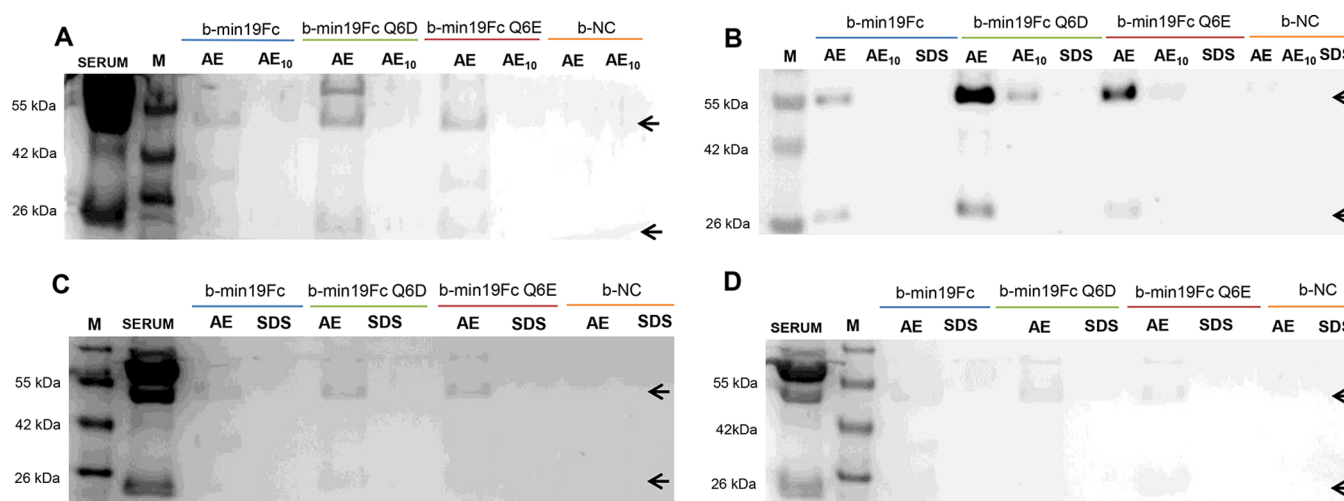 A
b-min19Fc b-min19Fc Q6D b-min19Fc Q6E b-NC
SERUM M AE AE₁₀ AE AE₁₀ AE AE₁₀ AE AE₁₀
55 kDa
42 kDa
26 kDa
B
b-min19Fc b-min19Fc Q6D b-min19Fc Q6E b-NC
M AE AE₁₀ SDS AE AE₁₀ SDS AE AE₁₀ SDS AE AE₁₀ SDS
55 kDa
42 kDa
26 kDa
C
b-min19Fc b-min19Fc Q6D b-min19Fc Q6E b-NC
M SERUM AE SDS AE SDS AE SDS AE SDS
55 kDa
42 kDa
26 kDa
D
b-min19Fc b-min19Fc Q6D b-min19Fc Q6E b-NC
SERUM M AE SDS AE SDS AE SDS AE SDS
55 kDa
42kDa
26 kDa